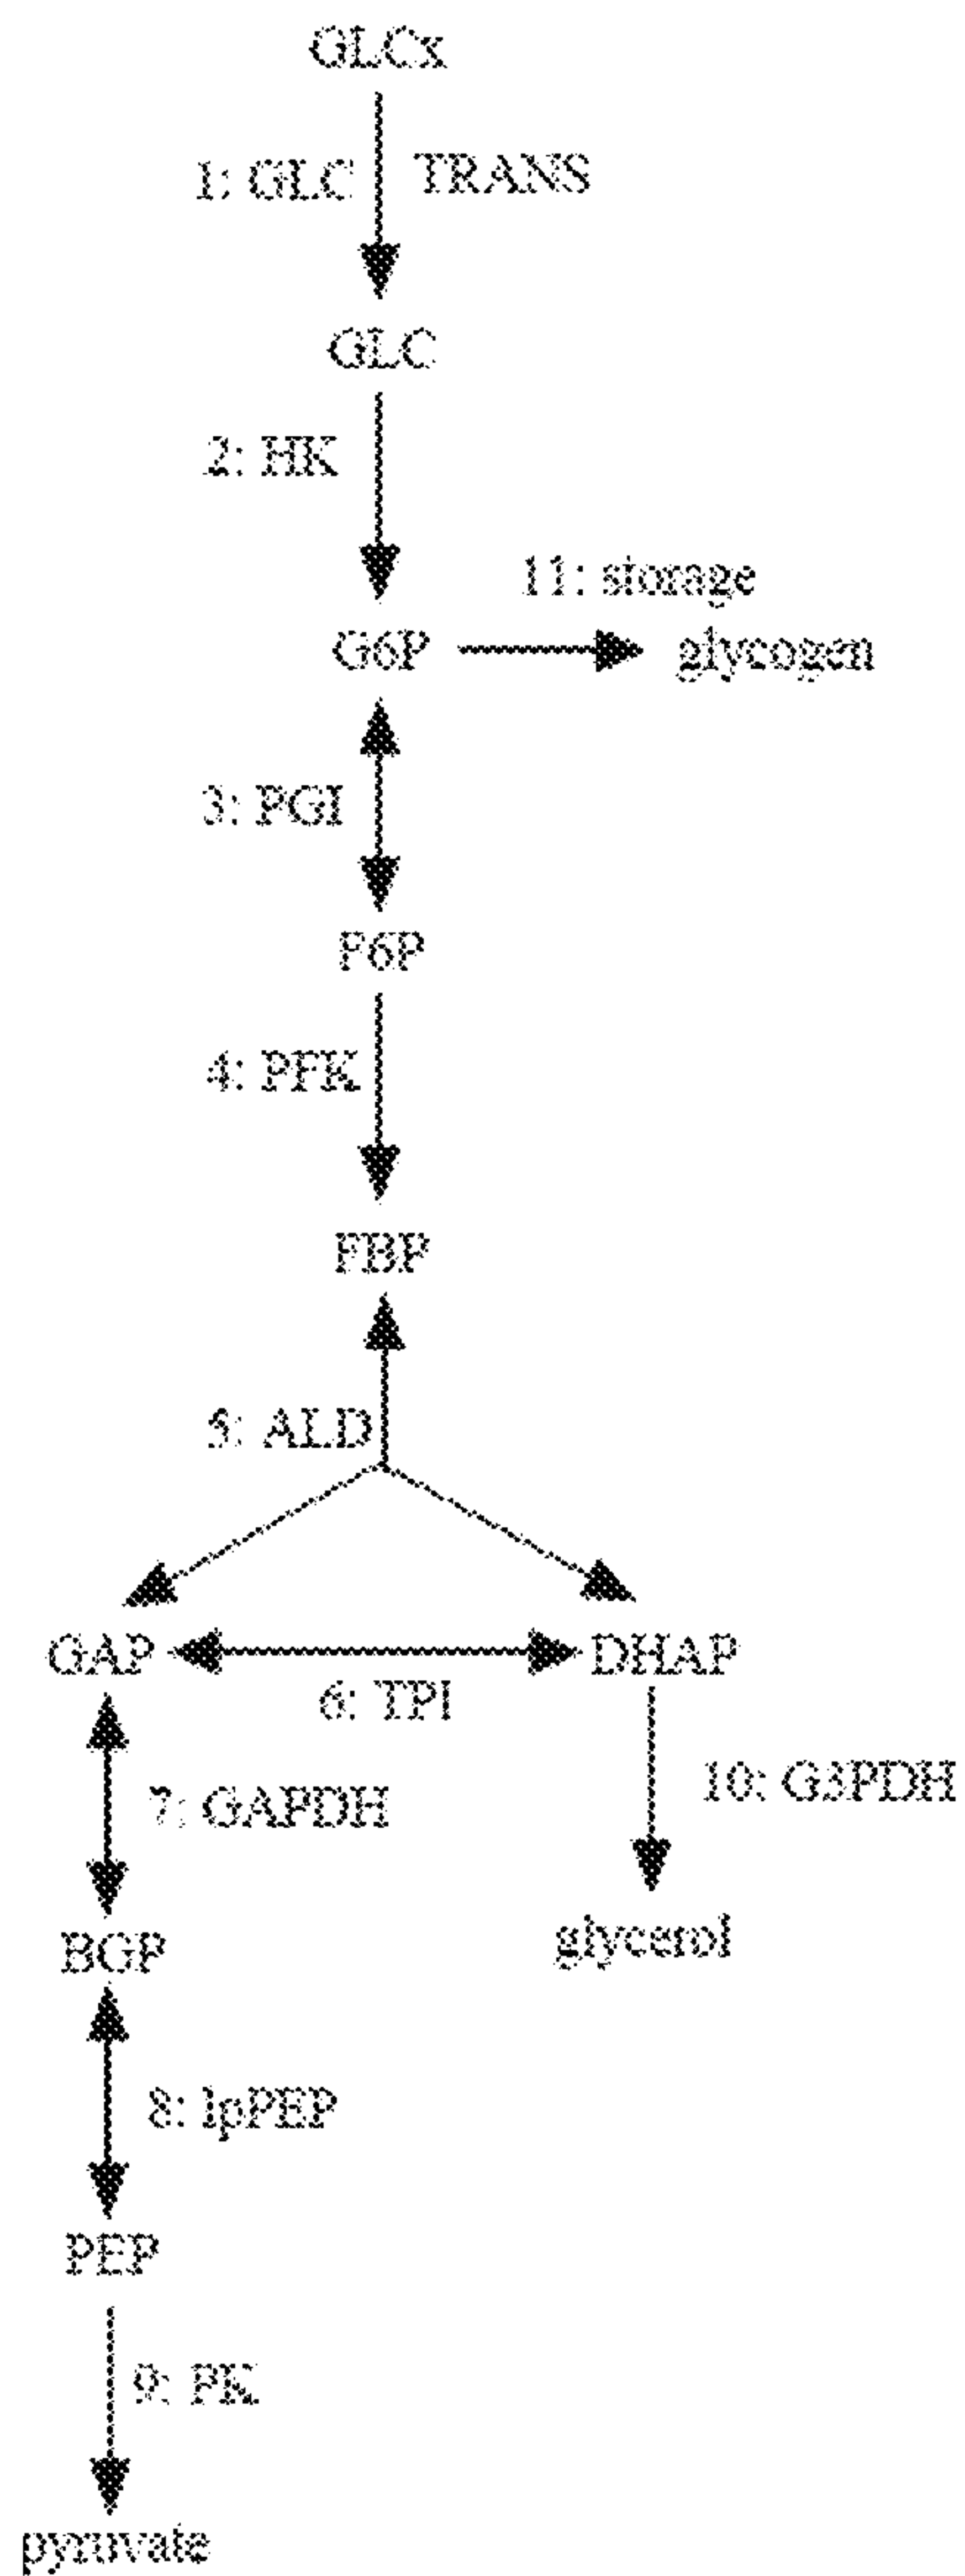 GLCx
1: GLC TRANS
GLC
2: HK
11: storage
G6P glycogen
3: PGI
F6P
4: PFK
FBP
5: ALD
GAP DHAP
6: TPI
7: GAPDH 10: G3PDH
BGP glycerol
8: lpPEP
PEP
9: PK
pyruvate